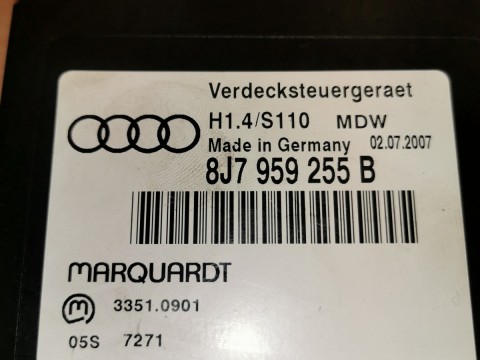 Verdecksteuergeraet
H1.4/S110 MDW
Made in Germany 02.07.2007
8J7 959 255 B
MARQUARDT
M 3351.0901
05S 7271